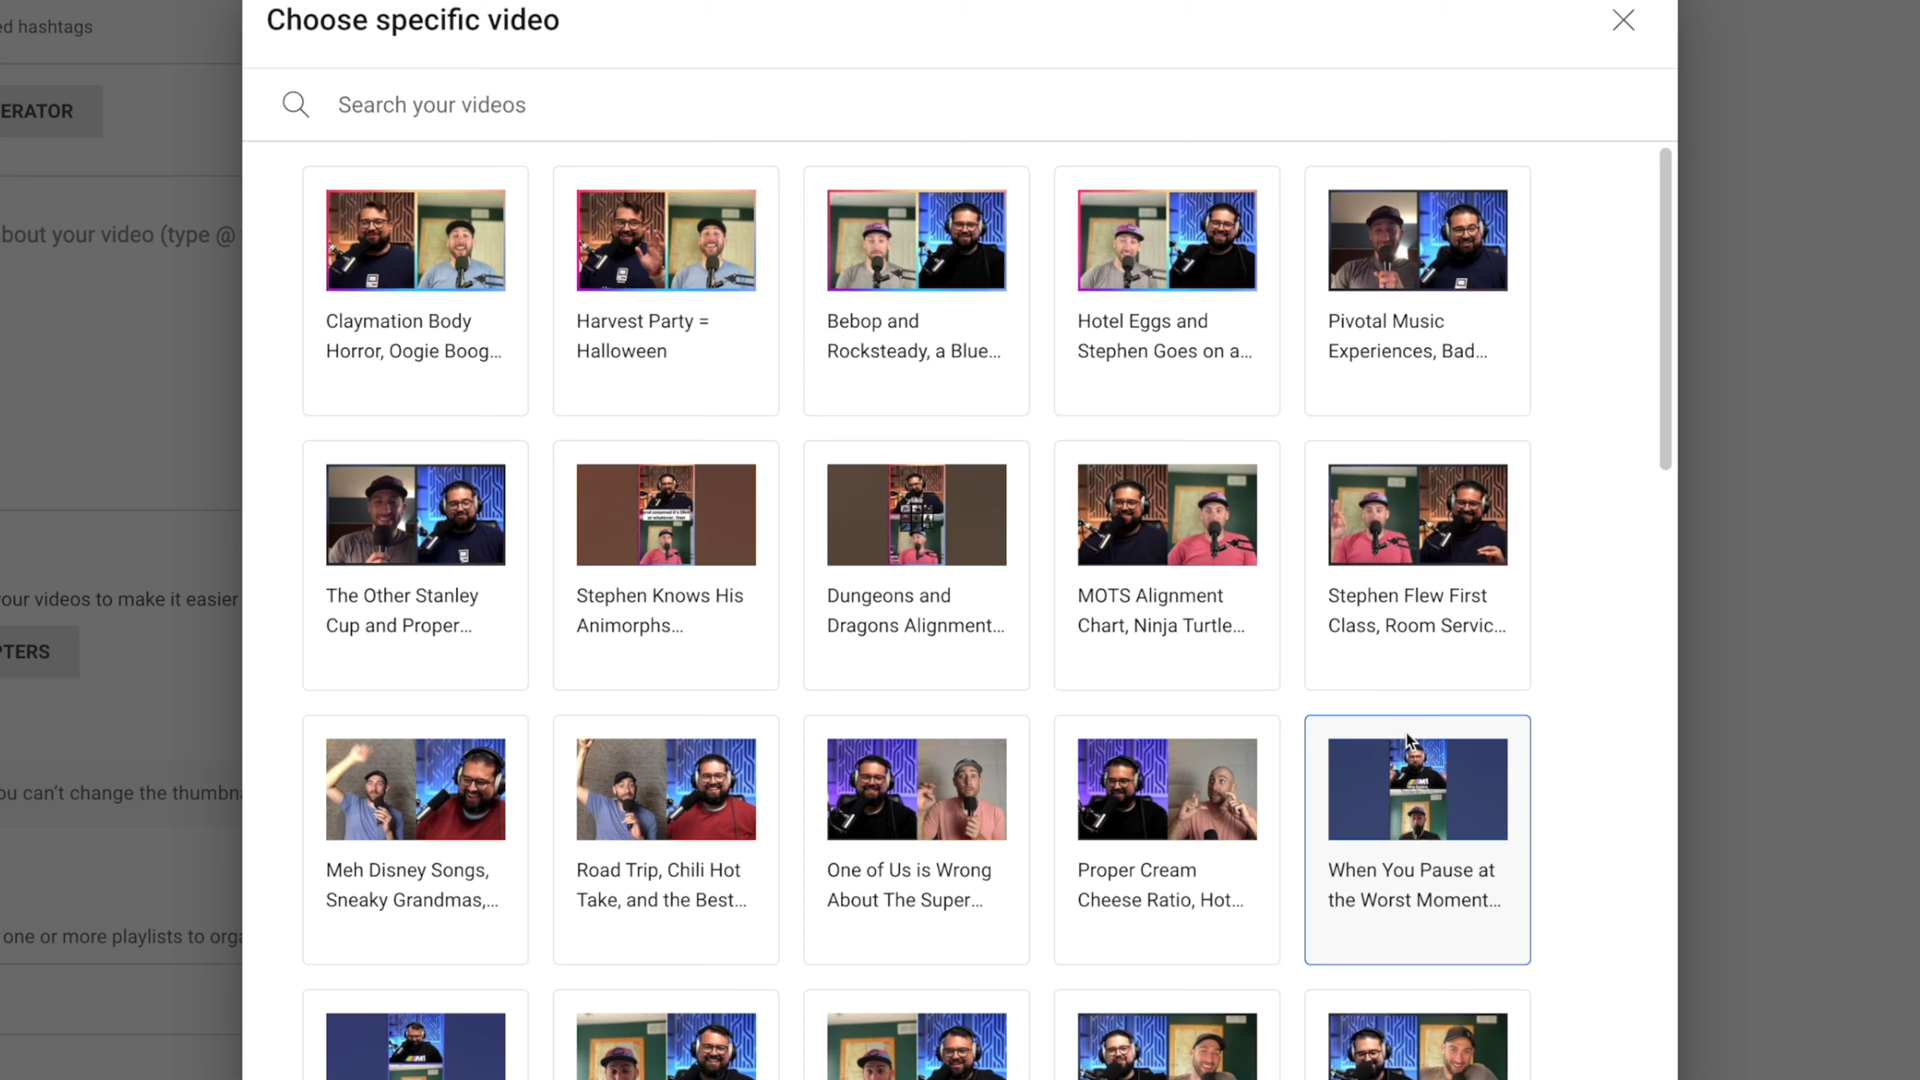 Choose specific video
ed hashtags
Search your videos
ERATOR
bout your video (type @
Claymation Body
Horror, Oogie Boog...
Harvest Party =
Halloween
Bebop and
Rocksteady, a Blue...
Hotel Eggs and
Stephen Goes on a...
Pivotal Music
Experiences, Bad...
The Other Stanley
Cup and Proper...
Stephen Knows His
Animorphs...
Dungeons and
Dragons Alignment...
MOTS Alignment
Chart, Ninja Turtle...
Stephen Flew First
Class, Room Servic...
our videos to make it easier
PTERS
ou can't change the thumbna
Meh Disney Songs,
Sneaky Grandmas,...
Road Trip, Chili Hot
Take, and the Best...
One of Us is Wrong
About The Super...
Proper Cream
Cheese Ratio, Hot...
When You Pause at
the Worst Moment...
one or more playlists to orga